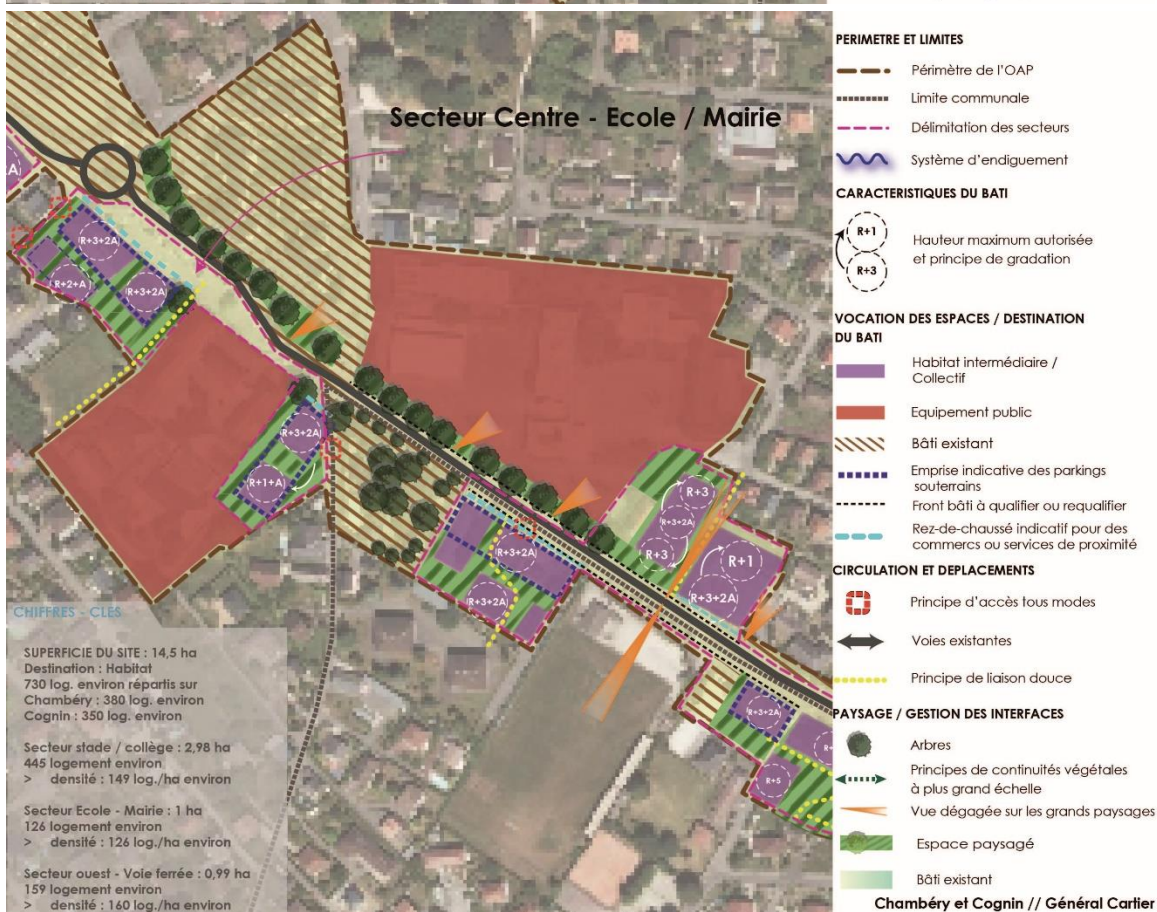 Secteur Centre - Ecole / Mairie
A)
R+3+2A
R+2+A
R+3+2A
R+3+2A
R+1+A
R+3+2A
R+3+2A
R+3
R+3+2A
R+3
R+1
R+3+2A
R+3+2A
R+5
CHIFFRES - CLES
SUPERFICIE DU SITE : 14,5 ha
Destination : Habitat
730 log. environ répartis sur
Chambéry : 380 log. environ
Cognin : 350 log. environ
Secteur stade / collège : 2,98 ha
445 logement environ
> densité : 149 log./ha environ
Secteur Ecole - Mairie : 1 ha
126 logement environ
> densité : 126 log./ha environ
Secteur ouest - Voie ferrée : 0,99 ha
159 logement environ
> densité : 160 log./ha environ
PERIMETRE ET LIMITES
Périmètre de l'OAP
Limite communale
Délimitation des secteurs
Système d'endiguement
CARACTERISTIQUES DU BATI
R+1
R+3
Hauteur maximum autorisée
et principe de gradation
VOCATION DES ESPACES / DESTINATION
DU BATI
Habitat intermédiaire /
Collectif
Equipement public
Bâti existant
Emprise indicative des parkings
souterrains
Front bâti à qualifier ou requalifier
Rez-de-chaussé indicatif pour des
commercs ou services de proximité
CIRCULATION ET DEPLACEMENTS
Principe d'accès tous modes
Voies existantes
Principe de liaison douce
PAYSAGE / GESTION DES INTERFACES
Arbres
Principes de continuités végétales
à plus grand échelle
Vue dégagée sur les grands paysages
Espace paysagé
Bâti existant
Chambéry et Cognin // Général Cartier